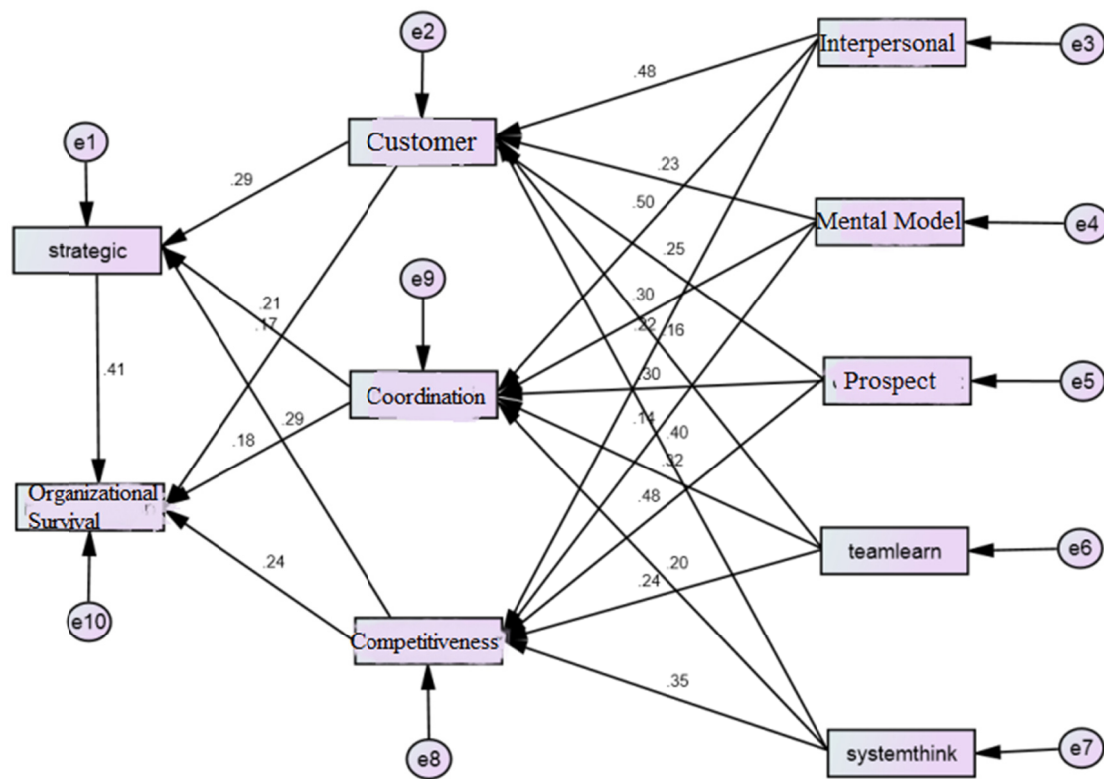 e2
Interpersonal
e3
.48
e1
Customer
.23
.29
.50
Mental Model
e4
strategic
.25
e9
.21
.30
.17
.22
.16
.41
Coordination
.30
Prospect
e5
.14
.29
.40
.18
.32
Organizational
Survival
.48
teamlearn
e6
.24
.20
.24
e10
Competitiveness
.35
e8
systemthink
e7